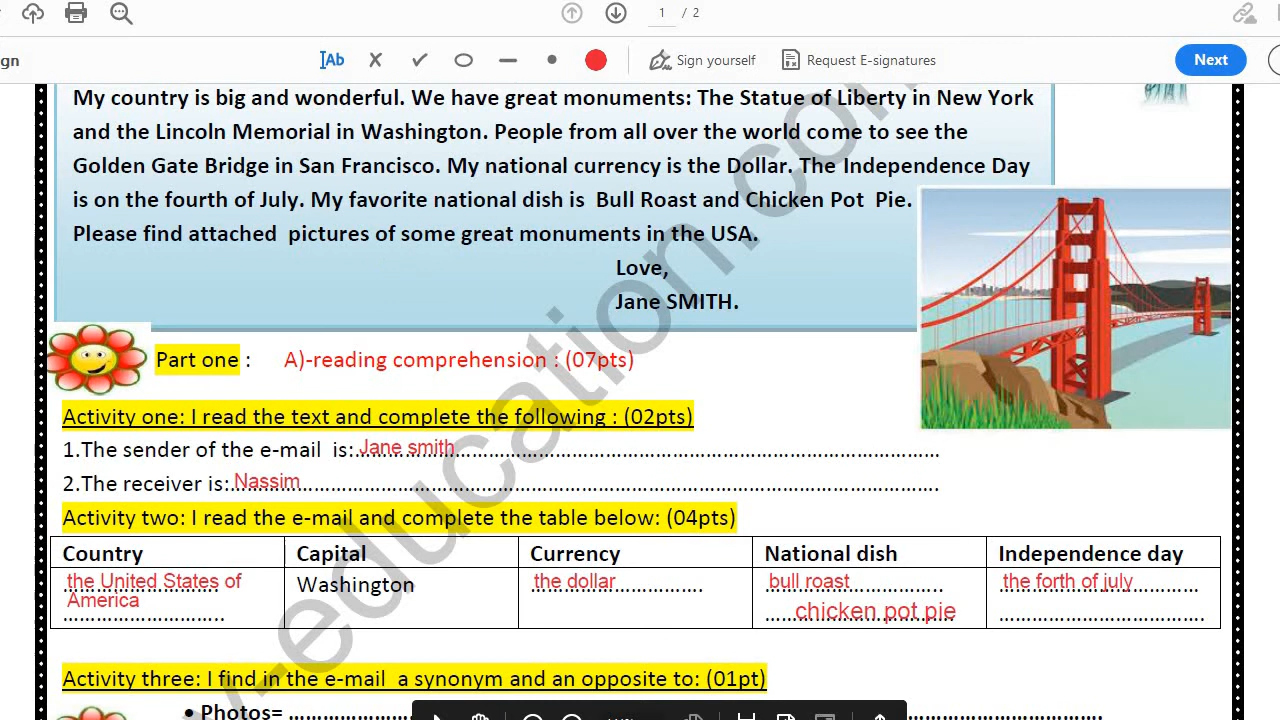 1 / 2
gn
Ab
Sign yourself
Request E-signatures
Next
My country is big and wonderful. We have great monuments: The Statue of Liberty in New York
and the Lincoln Memorial in Washington. People from all over the world come to see the
Golden Gate Bridge in San Francisco. My national currency is the Dollar. The Independence Day
is on the fourth of July. My favorite national dish is Bull Roast and Chicken Pot Pie.
Please find attached pictures of some great monuments in the USA.
Love,
Jane SMITH.
Part one : A)-reading comprehension : (07pts)
Activity one: I read the text and complete the following : (02pts)
1.The sender of the e-mail is: Jane smith
2.The receiver is: Nassim
Activity two: I read the e-mail and complete the table below: (04pts)
Country Capital Currency National dish Independence day
the United States of Washington the dollar bull roast the forth of july
America chicken pot pie
Activity three: I find in the e-mail a synonym and an opposite to: (01pt)
• Photos= ………………
-education.com